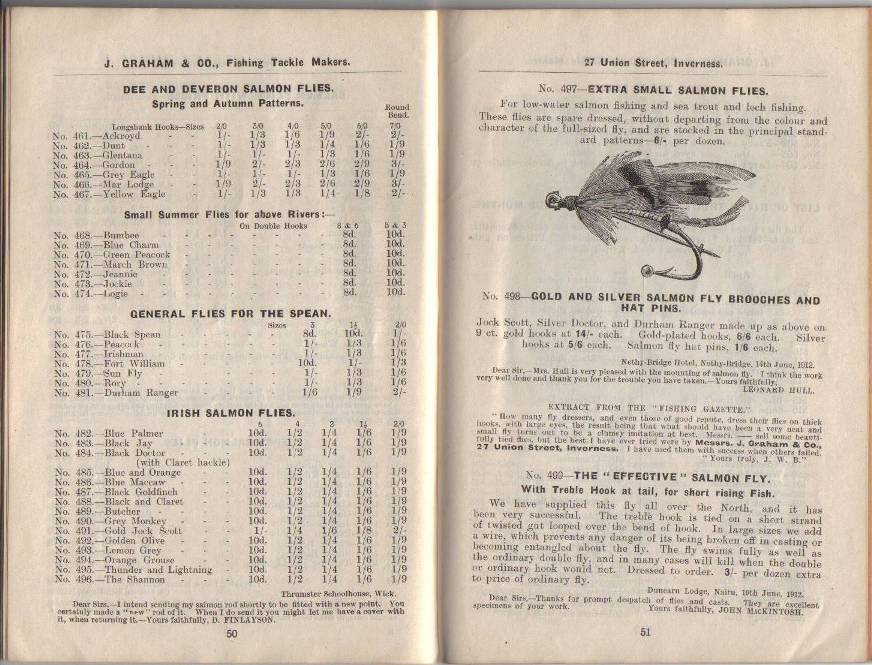 J. GRAHAM & CO., Fishing Tackle Makers.
DEE AND DEVERON SALMON FLIES.
Spring and Autumn Patterns.
Round
Bend.
Longshank Hooks—Sizes 2/0 3/0 4/0 5/0 6/0 7/0
No. 461.—Ackroyd - - 1/- 1/3 1/6 1/9 2/- 2/-
No. 462.—Dunt - - - 1/- 1/3 1/3 1/4 1/6 1/9
No. 463.—Glentana - - 1/- 1/- 1/- 1/3 1/6 1/9
No. 464.—Gordon - - 1/9 2/- 2/3 2/6 2/9 3/-
No. 465.—Grey Eagle - - 1/- 1/- 1/- 1/3 1/6 1/9
No. 466.—Mar Lodge - - 1/9 2/- 2/3 2/6 2/9 3/-
No. 467.—Yellow Eagle - 1/- 1/3 1/3 1/4 1/8 2/-
Small Summer Flies for above Rivers:—
On Double Hooks 8 & 6 5 & 3
No. 468.—Bumbee - - - - - - - 8d. 10d.
No. 469.—Blue Charm - - - - - - 8d. 10d.
No. 470.—Green Peacock - - - - - - 8d. 10d.
No. 471.—March Brown - - - - - - 8d. 10d.
No. 472.—Jeannie - - - - - - - 8d. 10d.
No. 473.—Jockie - - - - - - - 8d. 10d.
No. 474.—Logie - - - - - - - 8d. 10d.
GENERAL FLIES FOR THE SPEAN.
Sizes 3 1½ 2/0
No. 475.—Black Spean - - - - 8d. 10d. 1/-
No. 476.—Peacock - - - - 1/- 1/3 1/6
No. 477.—Irishman - - - - 1/- 1/3 1/6
No. 478.—Fort William - - - - 10d. 1/- 1/3
No. 479.—Sun Fly - - - - 1/- 1/3 1/6
No. 480.—Rory - - - - - 1/- 1/3 1/6
No. 481.—Durham Ranger - - - - 1/6 1/9 2/-
IRISH SALMON FLIES.
6 4 2 1½ 2/0
No. 482.—Blue Palmer - - - 10d. 1/2 1/4 1/6 1/9
No. 483.—Black Jay - - - 10d. 1/2 1/4 1/6 1/9
No. 484.—Black Doctor - - - 10d. 1/2 1/4 1/6 1/9
(with Claret hackle)
No. 485.—Blue and Orange - - 10d. 1/2 1/4 1/6 1/9
No. 486.—Blue Maccaw - - - 10d. 1/2 1/4 1/6 1/9
No. 487.—Black Goldfinch - - 10d. 1/2 1/4 1/6 1/9
No. 488.—Black and Claret - - 10d. 1/2 1/4 1/6 1/9
No. 489.—Butcher - - - - 10d. 1/2 1/4 1/6 1/9
No. 490.—Grey Monkey - - - 10d. 1/2 1/4 1/6 1/9
No. 491.—Gold Jock Scott - - 1/- 1/4 1/6 1/8 2/-
No. 492.—Golden Olive - - - 10d. 1/2 1/4 1/6 1/9
No. 493.—Lemon Grey - - - 10d. 1/2 1/4 1/6 1/9
No. 494.—Orange Grouse - - - 10d. 1/2 1/4 1/6 1/9
No. 495.—Thunder and Lightning - 10d. 1/2 1/4 1/6 1/9
No. 496.—The Shannon - - - 10d. 1/2 1/4 1/6 1/9
Thrumster Schoolhouse, Wick.
Dear Sirs,—I intend sending my salmon rod shortly to be fitted with a new point. You
certainly made a "new" rod of it. When I do send it you might let me have a cover with
it, when returning it.—Yours faithfully, D. FINLAYSON.
50
27 Union Street, Inverness.
No. 497—EXTRA SMALL SALMON FLIES.
For low-water salmon fishing and sea trout and loch fishing.
These flies are spare dressed, without departing from the colour and
character of the full-sized fly, and are stocked in the principal stand-
ard patterns—6/- per dozen.
No. 498—GOLD AND SILVER SALMON FLY BROOCHES AND
HAT PINS.
Jock Scott, Silver Doctor, and Durham Ranger made up as above on
9 ct. gold hooks at 14/- each. Gold-plated hooks, 6/6 each. Silver
hooks at 5/6 each. Salmon fly hat pins, 1/6 each.
Nethy-Bridge Hotel, Nethy-Bridge, 14th June, 1912.
Dear Sir,—Mrs. Hull is very pleased with the mounting of salmon fly. I think the work
very well done and thank you for the trouble you have taken.—Yours faithfully,
LEONARD HULL.
EXTRACT FROM THE "FISHING GAZETTE."
"How many fly dressers, and even those of good repute, dress their flies on thick
hooks, with large eyes, the result being that what should have been a very neat and
small fly turns out to be a clumsy imitation at best. Messrs. —— sell some beauti-
fully tied flies, but the best I have ever tried were by Messrs. J. Graham & Co.,
27 Union Street, Inverness. I have used them with success when others failed.
"Yours truly, J. W. D."
No. 499—THE "EFFECTIVE" SALMON FLY.
With Treble Hook at tail, for short rising Fish.
We have supplied this fly all over the North, and it has
been very successful. The treble hook is tied on a short strand
of twisted gut looped over the bend of hook. In large sizes we add
a wire, which prevents any danger of its being broken off in casting or
becoming entangled about the fly. The fly swims fully as well as
the ordinary double fly, and in many cases will kill when the double
or ordinary hook would not. Dressed to order. 3/- per dozen extra
to price of ordinary fly.
Duncarn Lodge, Nairn, 19th June, 1912.
Dear Sirs,—Thanks for prompt despatch of flies and casts. They are excellent
specimens of your work. Yours faithfully, JOHN MACKINTOSH.
51